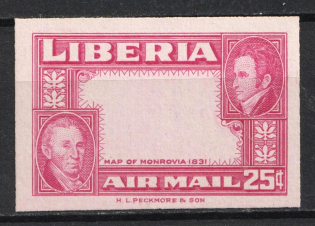 LIBERIA
MAP OF MONROVIA 1831
AIR MAIL 25¢
H. L. PECKMORE & SON